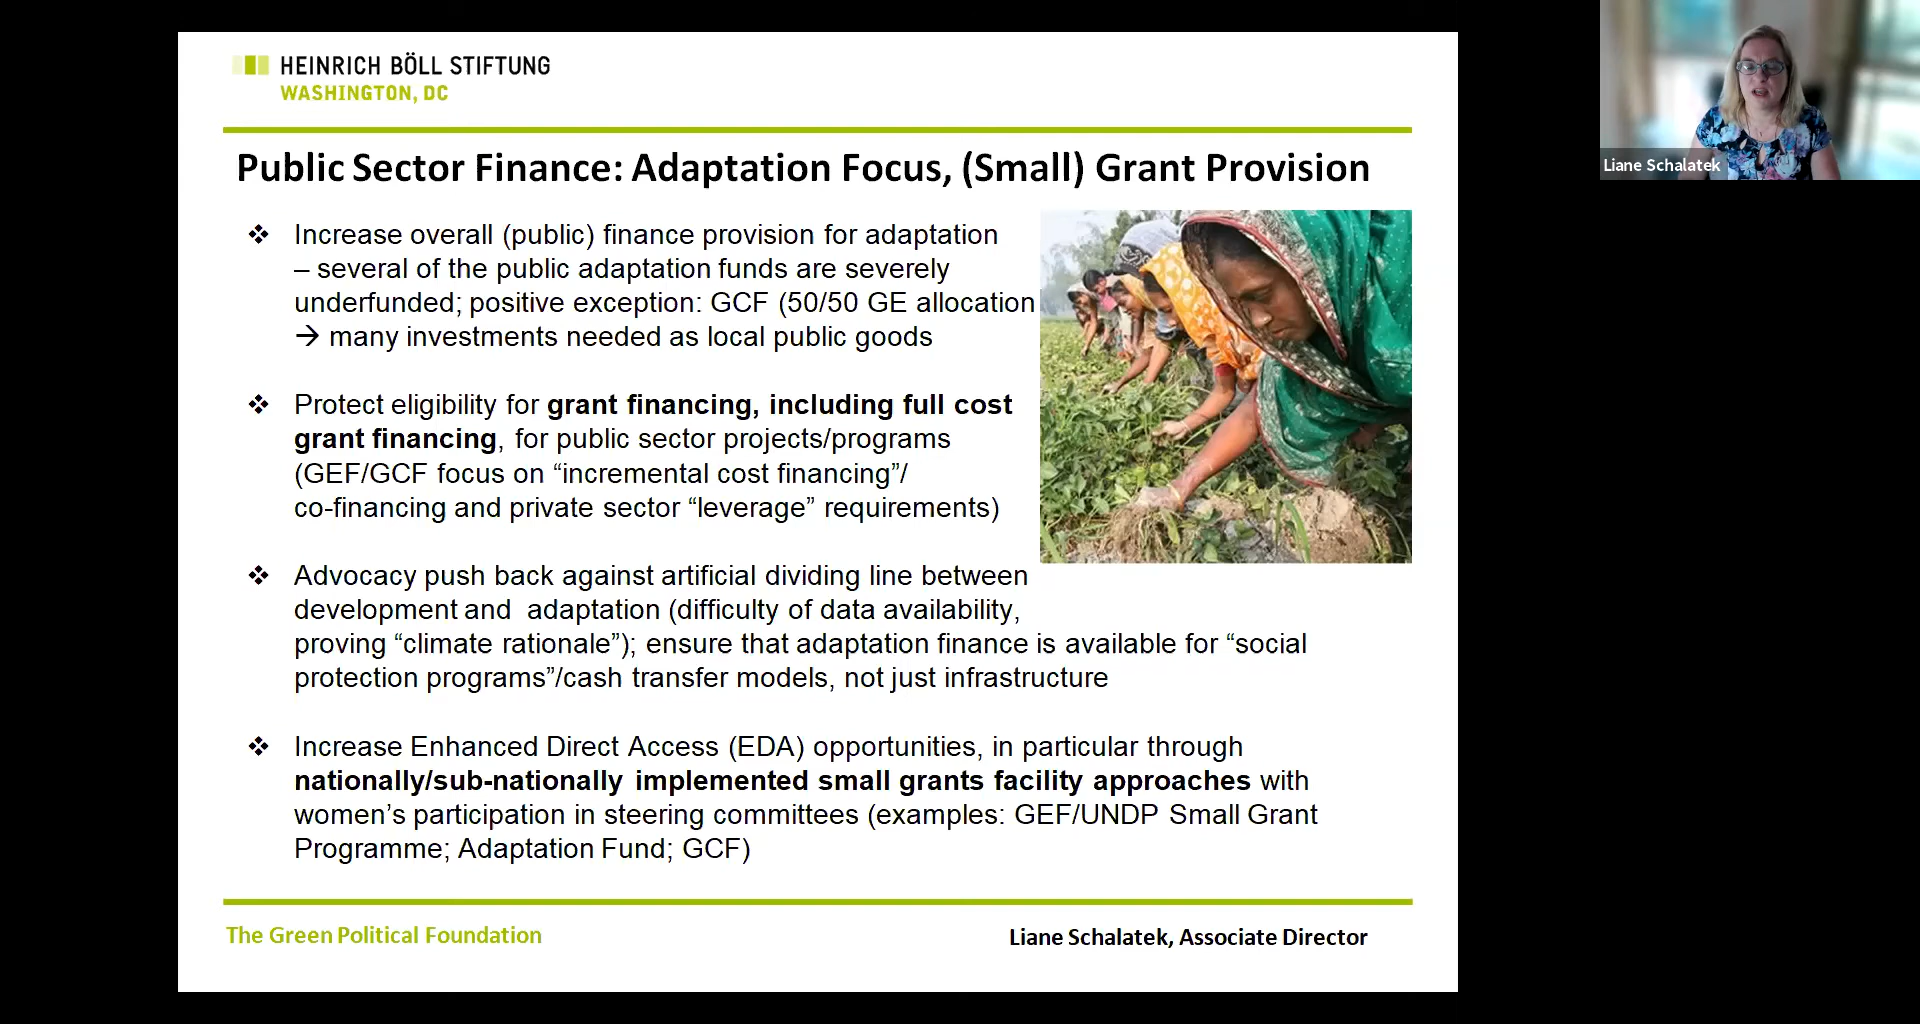 HEINRICH BÖLL STIFTUNG
WASHINGTON, DC
Public Sector Finance: Adaptation Focus, (Small) Grant Provision
❖ Increase overall (public) finance provision for adaptation
– several of the public adaptation funds are severely
underfunded; positive exception: GCF (50/50 GE allocation
→ many investments needed as local public goods
❖ Protect eligibility for grant financing, including full cost
grant financing, for public sector projects/programs
(GEF/GCF focus on “incremental cost financing”/
co-financing and private sector “leverage” requirements)
❖ Advocacy push back against artificial dividing line between
development and  adaptation (difficulty of data availability,
proving “climate rationale”); ensure that adaptation finance is available for “social
protection programs”/cash transfer models, not just infrastructure
❖ Increase Enhanced Direct Access (EDA) opportunities, in particular through
nationally/sub-nationally implemented small grants facility approaches with
women’s participation in steering committees (examples: GEF/UNDP Small Grant
Programme; Adaptation Fund; GCF)
The Green Political Foundation
Liane Schalatek, Associate Director
Liane Schalatek